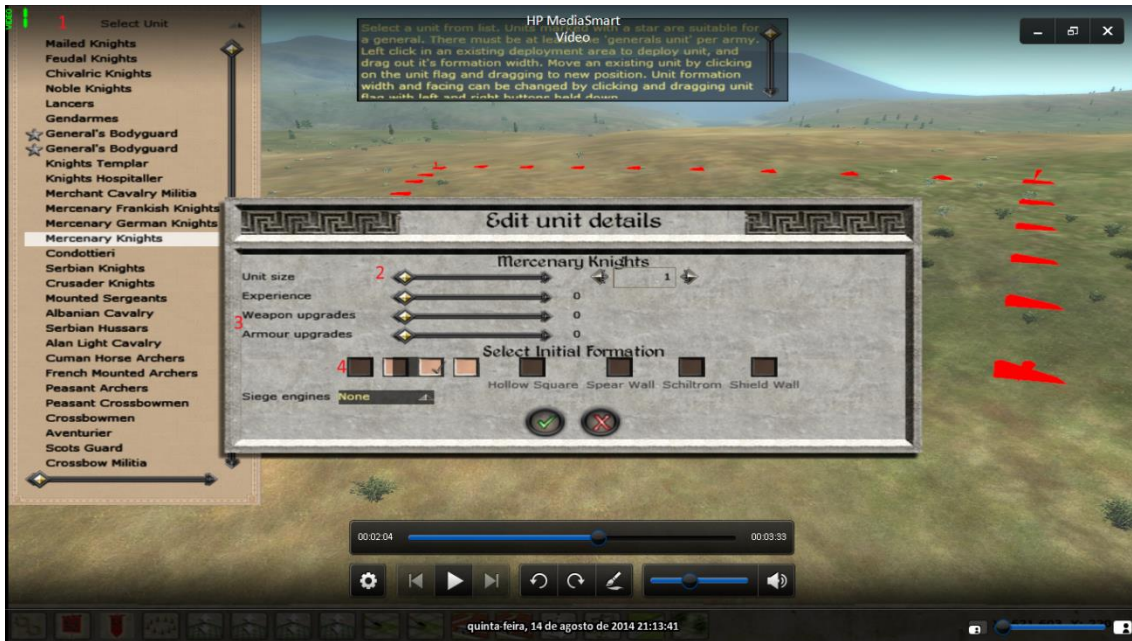 VIDEO
1
Select Unit
Mailed Knights
Feudal Knights
Chivalric Knights
Noble Knights
Lancers
Gendarmes
General's Bodyguard
General's Bodyguard
Knights Templar
Knights Hospitaller
Merchant Cavalry Militia
Mercenary Frankish Knights
Mercenary German Knights
Mercenary Knights
Condottieri
Serbian Knights
Crusader Knights
Mounted Sergeants
Albanian Cavalry
Serbian Hussars
Alan Light Cavalry
Cuman Horse Archers
French Mounted Archers
Peasant Archers
Peasant Crossbowmen
Crossbowmen
Aventurier
Scots Guard
Crossbow Militia
HP MediaSmart
Video
Select a unit from list. Units marked with a star are suitable for
a general. There must be at least 'generals unit' per army.
Left click in an existing deployment area to deploy unit, and
drag out it's formation width. Move an existing unit by clicking
on the unit flag and dragging to new position. Unit formation
width and facing can be changed by clicking and dragging unit
flag with left and right buttons held down
Edit unit details
Mercenary Knights
Unit size 2 1
Experience 0
3 Weapon upgrades 0
Armour upgrades 0
Select Initial Formation
4
Hollow Square Spear Wall Schiltrom Shield Wall
Siege engines None
00:02:04 00:03:33
quinta-feira, 14 de agosto de 2014 21:13:41